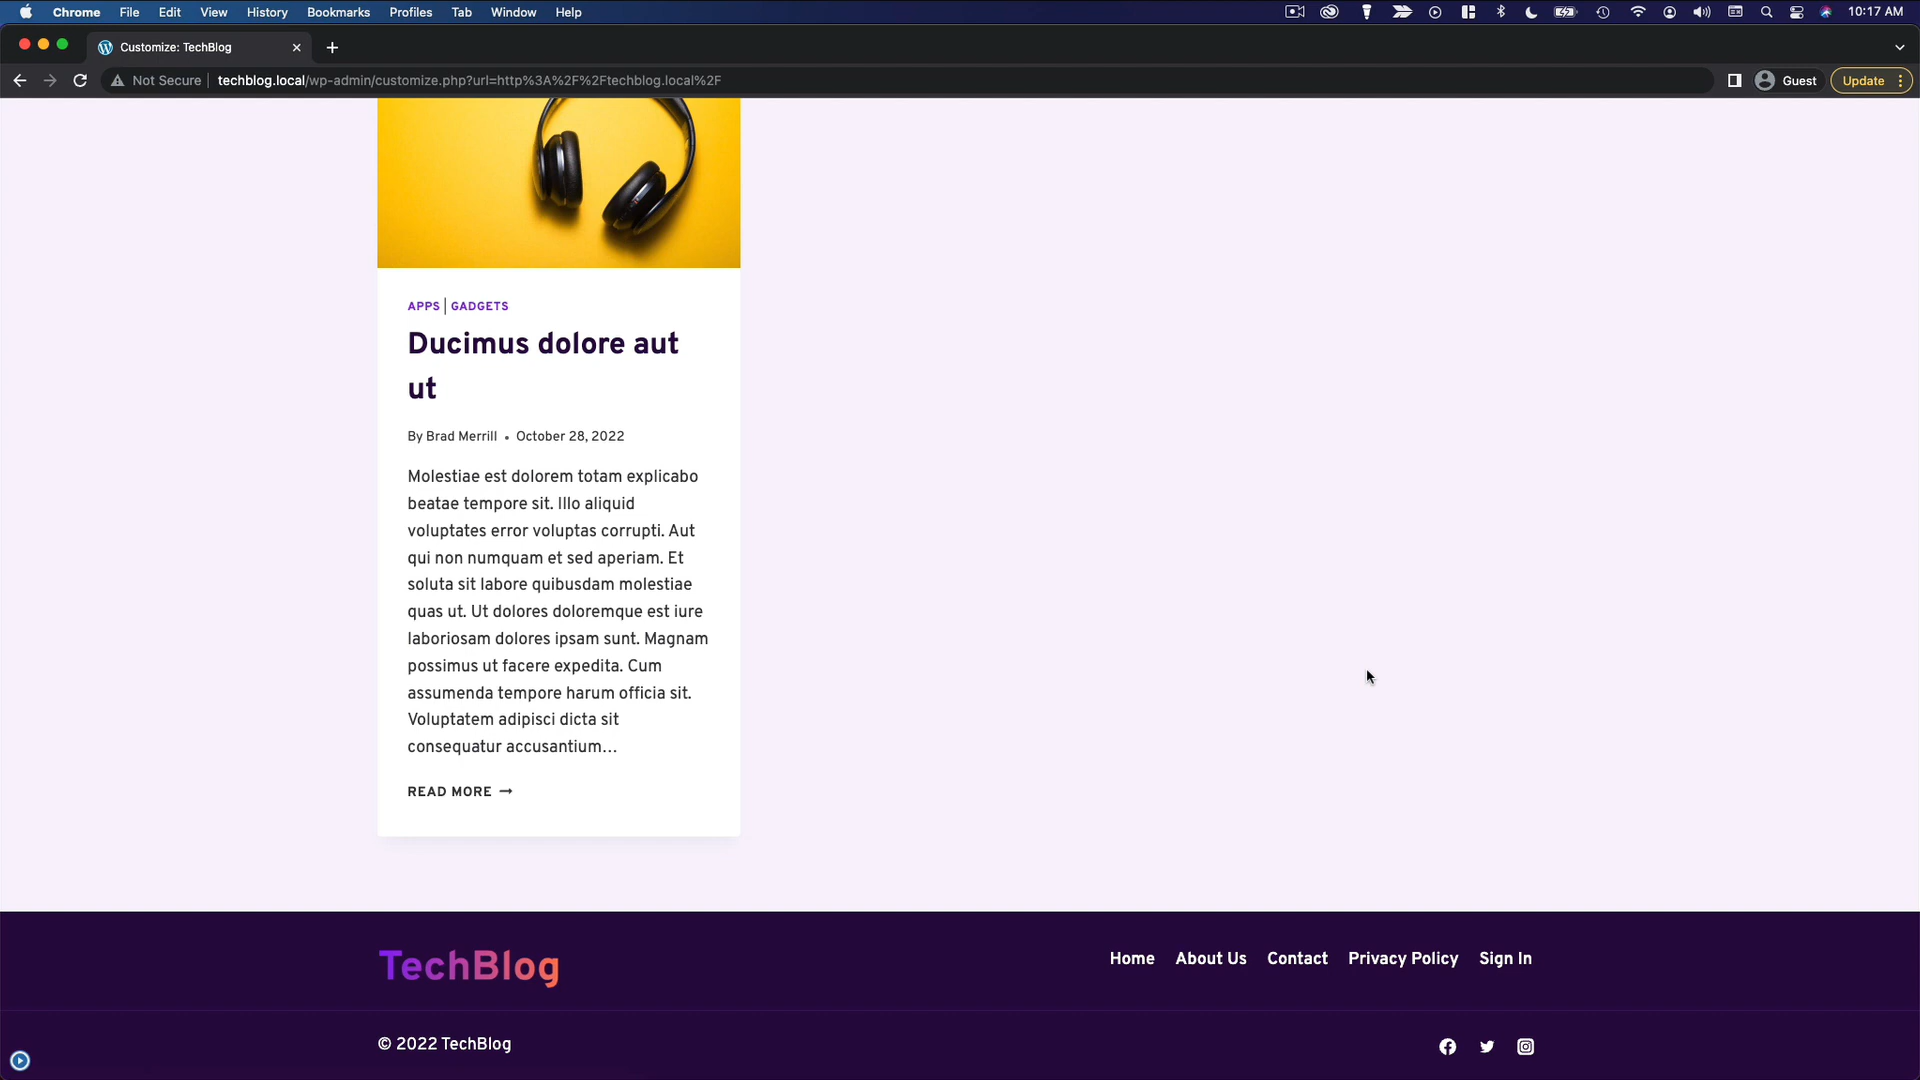 Chrome File Edit View History Bookmarks Profiles Tab Window Help 10:17 AM
Customize: TechBlog
Not Secure techblog.local/wp-admin/customize.php?url=http%3A%2F%2Ftechblog.local%2F Guest Update
APPS | GADGETS
Ducimus dolore aut
ut
By Brad Merrill • October 28, 2022
Molestiae est dolorem totam explicabo
beatae tempore sit. Illo aliquid
voluptates error voluptas corrupti. Aut
qui non numquam et sed aperiam. Et
soluta sit labore quibusdam molestiae
quas ut. Ut dolores doloremque est iure
laboriosam dolores ipsam sunt. Magnam
possimus ut facere expedita. Cum
assumenda tempore harum officia sit.
Voluptatem adipisci dicta sit
consequatur accusantium…
READ MORE →
TechBlog
Home About Us Contact Privacy Policy Sign In
© 2022 TechBlog